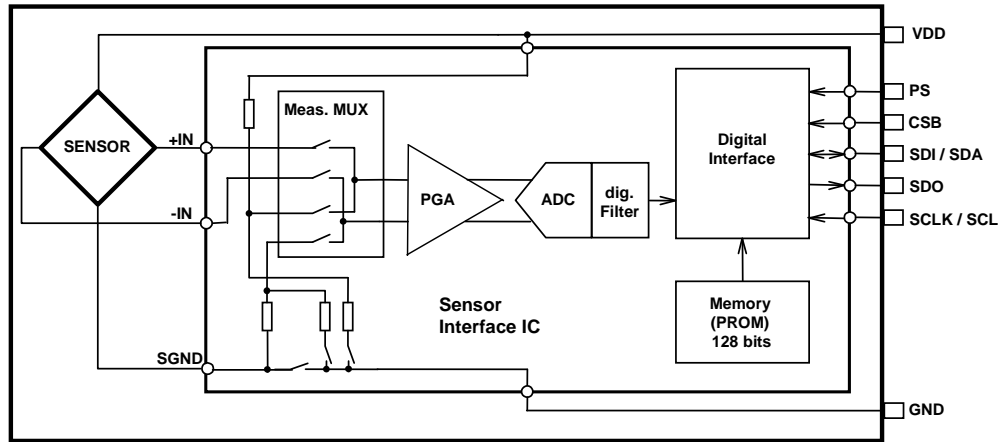 VDD
PS
Meas. MUX
CSB
SENSOR
+IN
Digital
Interface
SDI / SDA
SDO
-IN
PGA
ADC
dig.
Filter
SCLK / SCL
Sensor
Interface IC
Memory
(PROM)
128 bits
SGND
GND